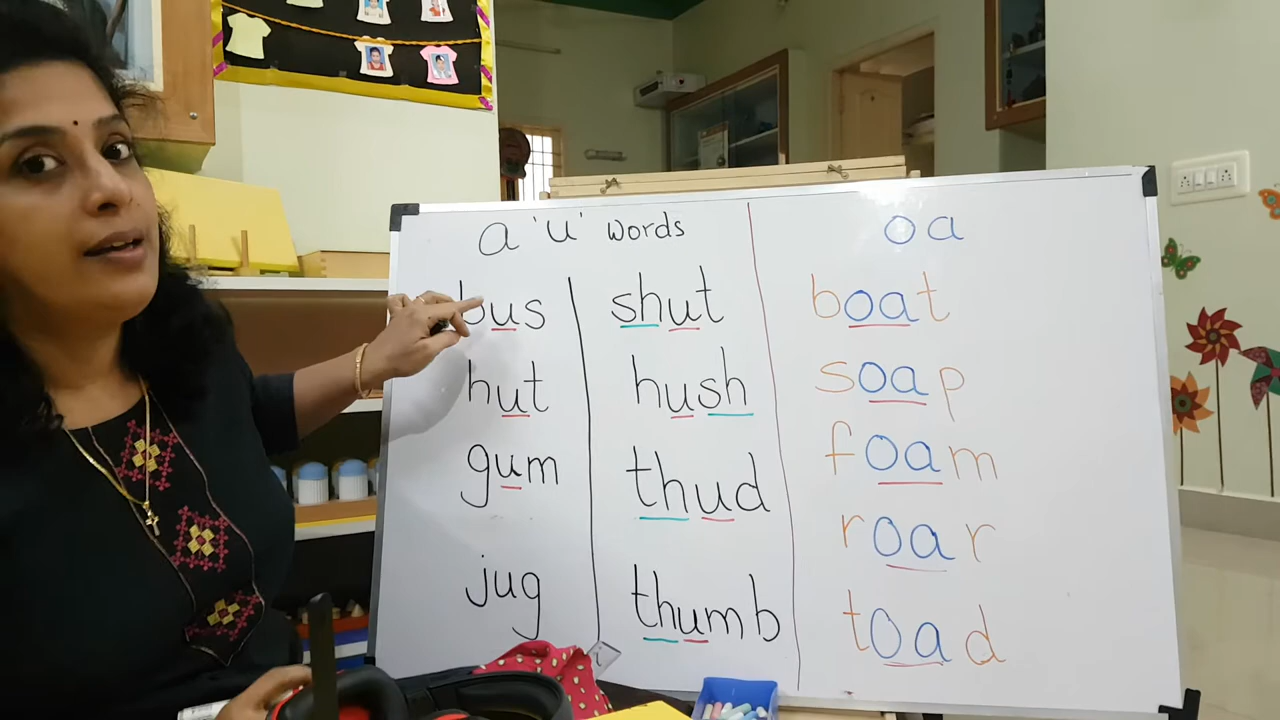 a 'u' words
bus shut
hut hush
gum thud
jug thumb
oa
boat
soap
foam
roar
toad